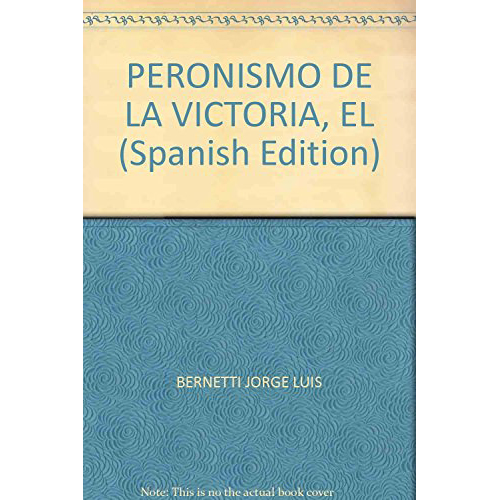 PERONISMO DE
LA VICTORIA, EL
(Spanish Edition)
BERNETTI JORGE LUIS
Note: This is no the actual book cover